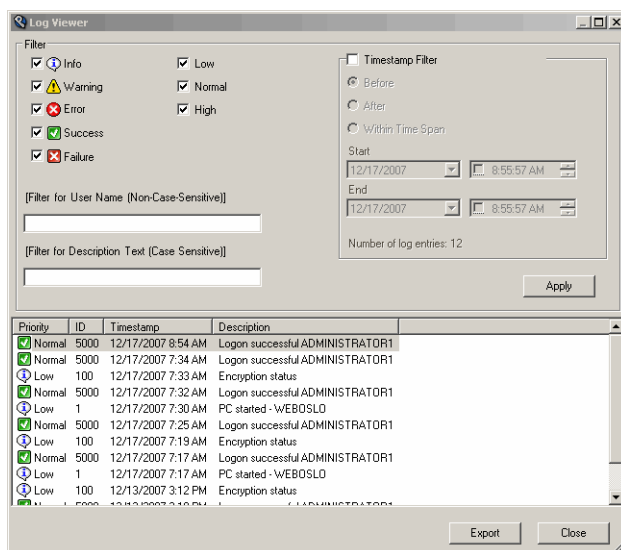 Log Viewer
Filter
Info
Low
Warning
Normal
Error
High
Success
Failure
[Filter for User Name (Non-Case-Sensitive)]
[Filter for Description Text (Case Sensitive)]
Timestamp Filter
Before
After
Within Time Span
Start
12/17/2007 8:55:57 AM
End
12/17/2007 8:55:57 AM
Number of log entries: 12
Apply
Priority ID Timestamp Description
Normal 5000 12/17/2007 8:54 AM Logon successful ADMINISTRATOR1
Normal 5000 12/17/2007 7:34 AM Logon successful ADMINISTRATOR1
Low 100 12/17/2007 7:33 AM Encryption status
Normal 5000 12/17/2007 7:32 AM Logon successful ADMINISTRATOR1
Low 1 12/17/2007 7:30 AM PC started - WEBOSLO
Normal 5000 12/17/2007 7:25 AM Logon successful ADMINISTRATOR1
Low 100 12/17/2007 7:19 AM Encryption status
Normal 5000 12/17/2007 7:17 AM Logon successful ADMINISTRATOR1
Low 1 12/17/2007 7:17 AM PC started - WEBOSLO
Low 100 12/13/2007 3:12 PM Encryption status
Export
Close